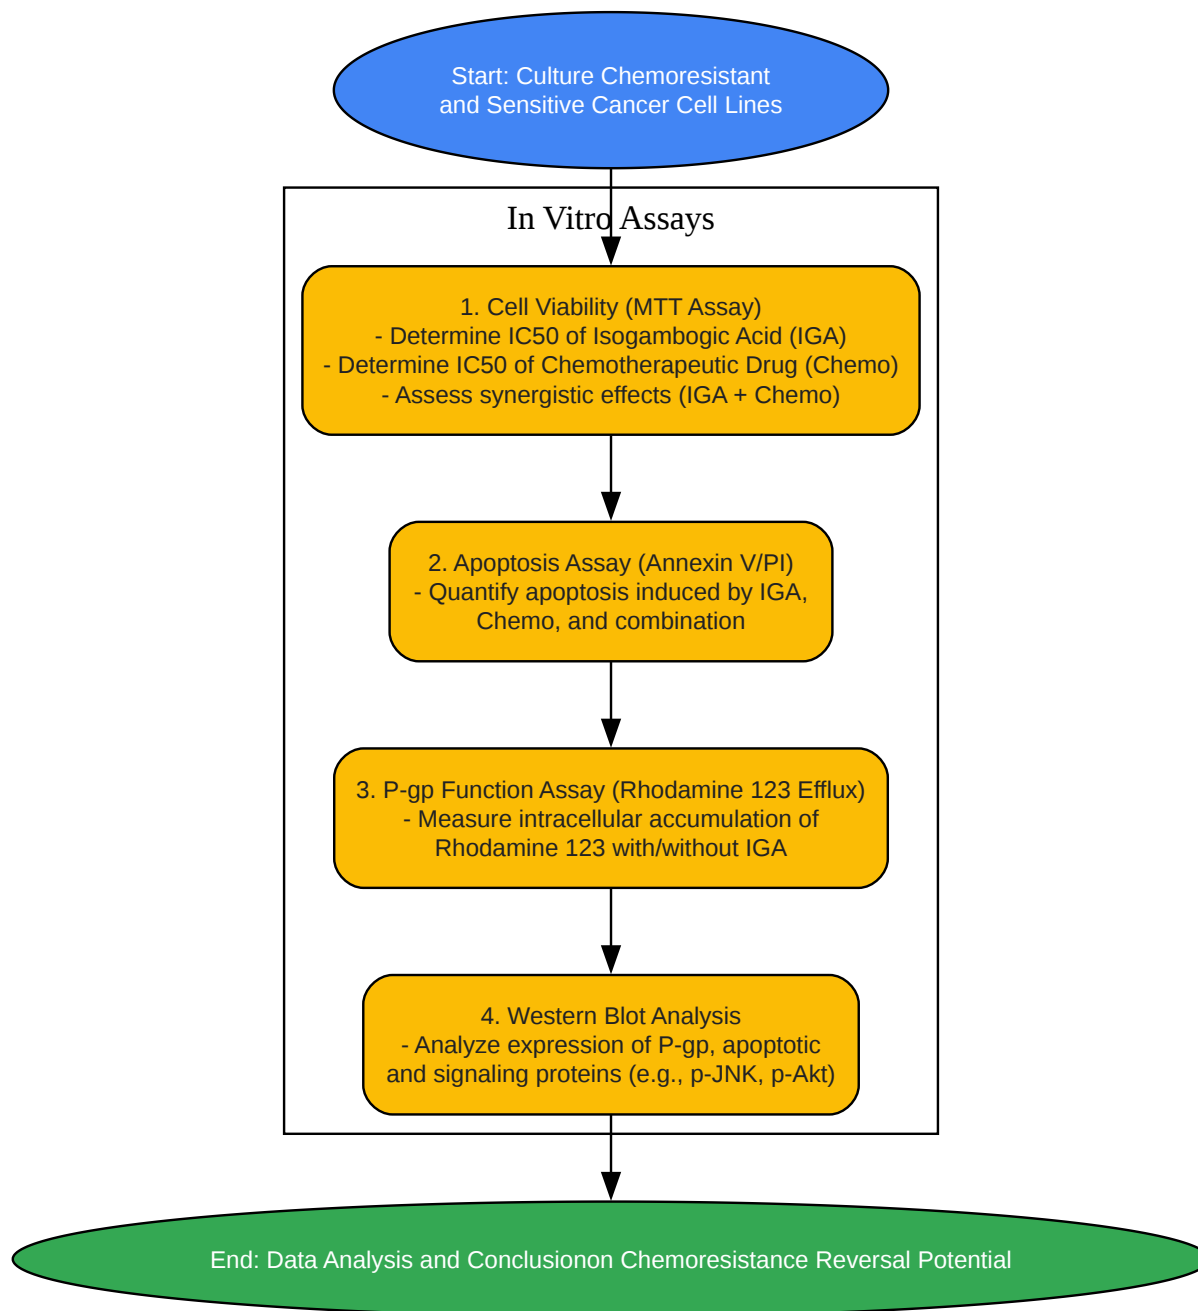 Start: Culture Chemoresistant
and Sensitive Cancer Cell Lines
In Vitro Assays
1. Cell Viability (MTT Assay)
- Determine IC50 of Isogambogic Acid (IGA)
- Determine IC50 of Chemotherapeutic Drug (Chemo)
- Assess synergistic effects (IGA + Chemo)
2. Apoptosis Assay (Annexin V/PI)
- Quantify apoptosis induced by IGA,
Chemo, and combination
3. P-gp Function Assay (Rhodamine 123 Efflux)
- Measure intracellular accumulation of
Rhodamine 123 with/without IGA
4. Western Blot Analysis
- Analyze expression of P-gp, apoptotic
and signaling proteins (e.g., p-JNK, p-Akt)
End: Data Analysis and Conclusionon Chemoresistance Reversal Potential